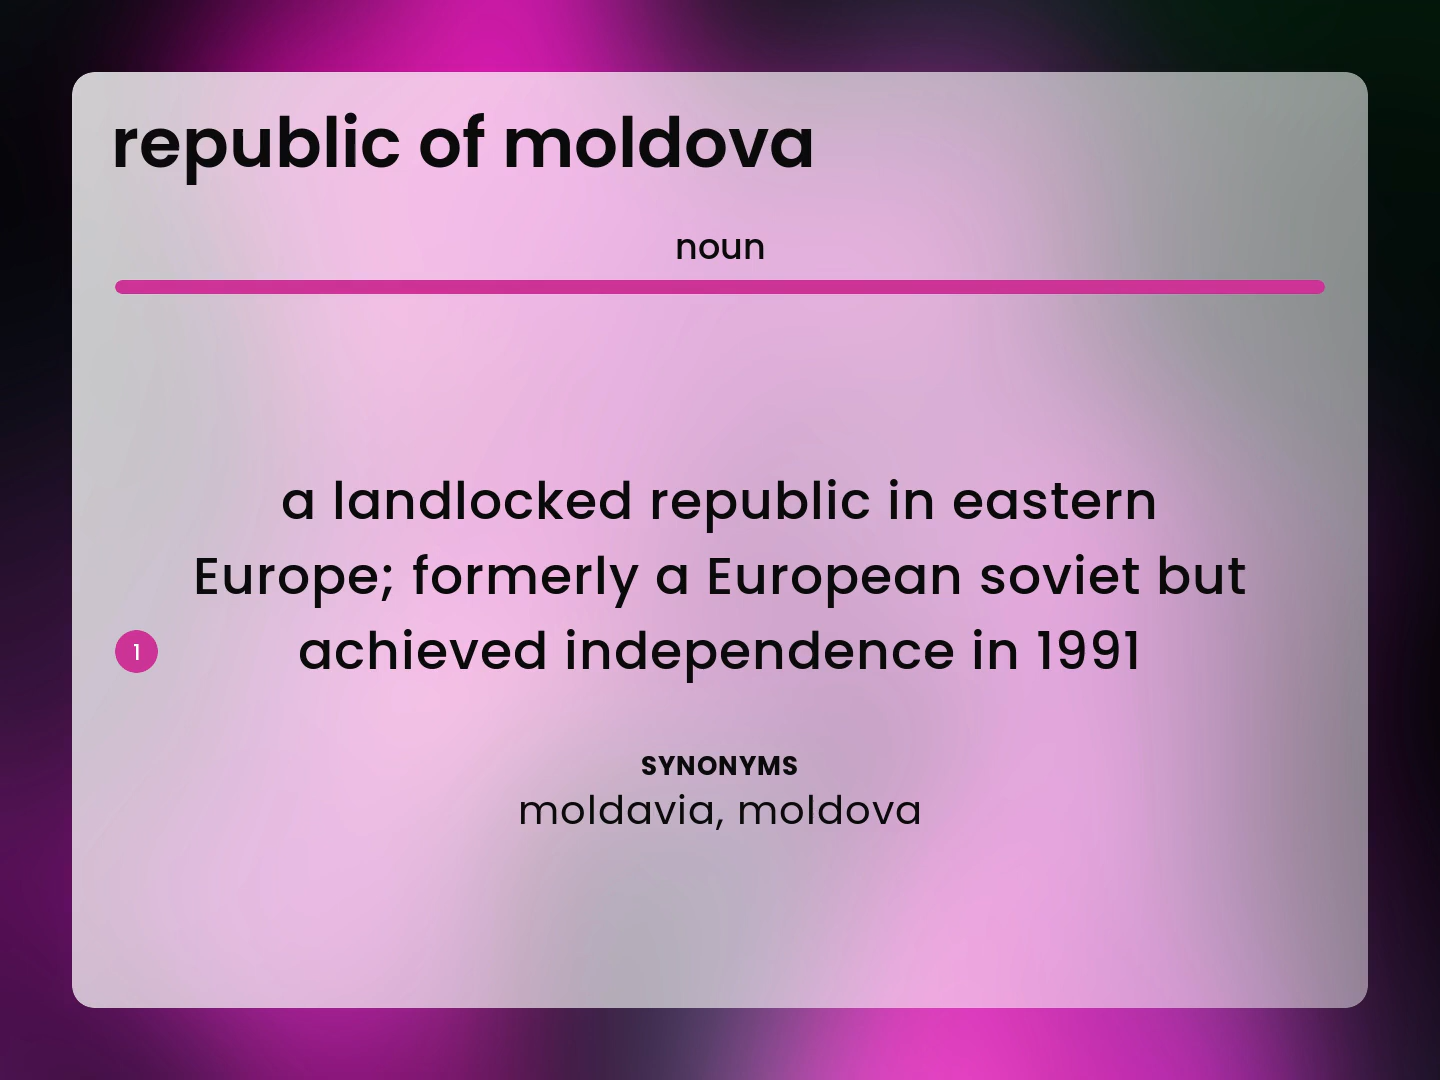 republic of moldova
noun
a landlocked republic in eastern
Europe; formerly a European soviet but
1 achieved independence in 1991
SYNONYMS
moldavia, moldova